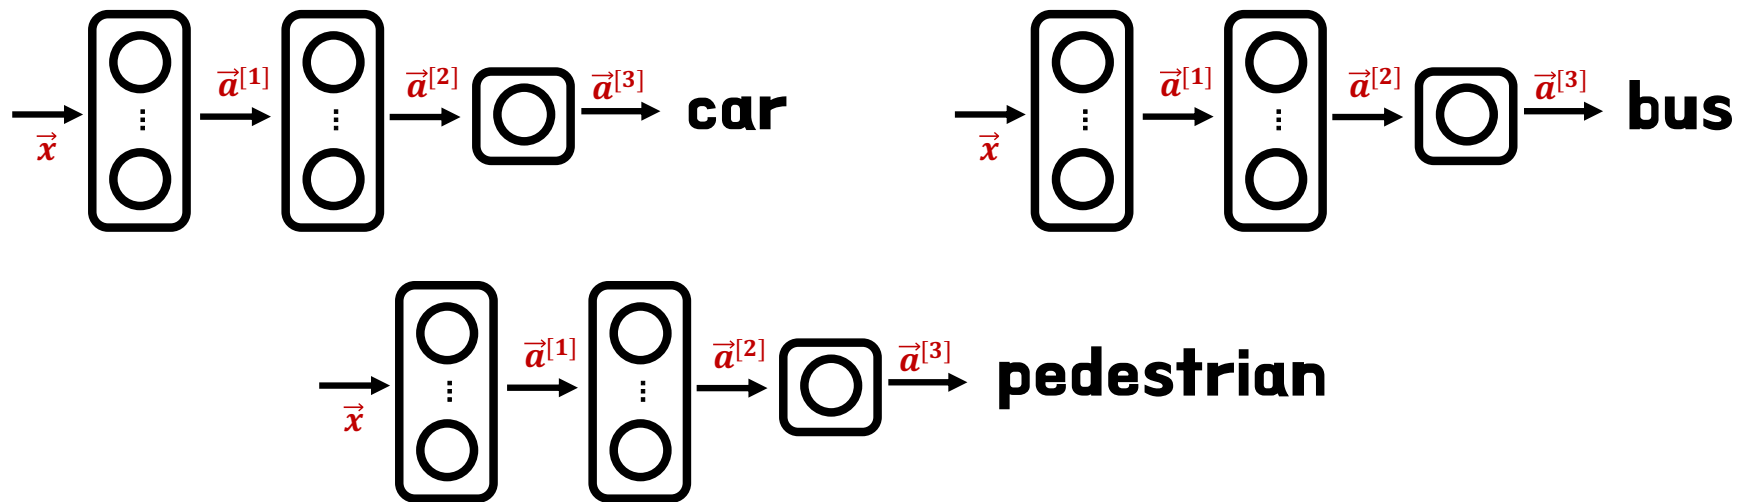 x⃗ a⃗[1] a⃗[2] a⃗[3] car
x⃗ a⃗[1] a⃗[2] a⃗[3] bus
x⃗ a⃗[1] a⃗[2] a⃗[3] pedestrian